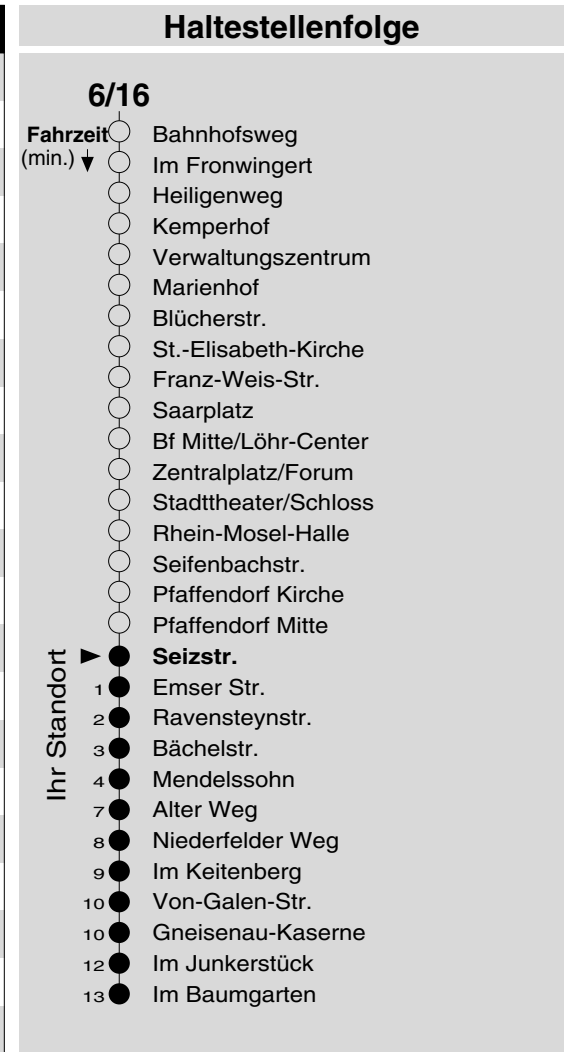 Haltestellenfolge
6/16
Fahrzeit Bahnhofsweg
(min.) Im Fronwingert
Heiligenweg
Kemperhof
Verwaltungszentrum
Marienhof
Blücherstr.
St.-Elisabeth-Kirche
Franz-Weis-Str.
Saarplatz
Bf Mitte/Löhr-Center
Zentralplatz/Forum
Stadttheater/Schloss
Rhein-Mosel-Halle
Seifenbachstr.
Pfaffendorf Kirche
Pfaffendorf Mitte
Ihr Standort
Seizstr.
1 Emser Str.
2 Ravensteynstr.
3 Bächelstr.
4 Mendelssohn
7 Alter Weg
8 Niederfelder Weg
9 Im Keitenberg
10 Von-Galen-Str.
10 Gneisenau-Kaserne
12 Im Junkerstück
13 Im Baumgarten